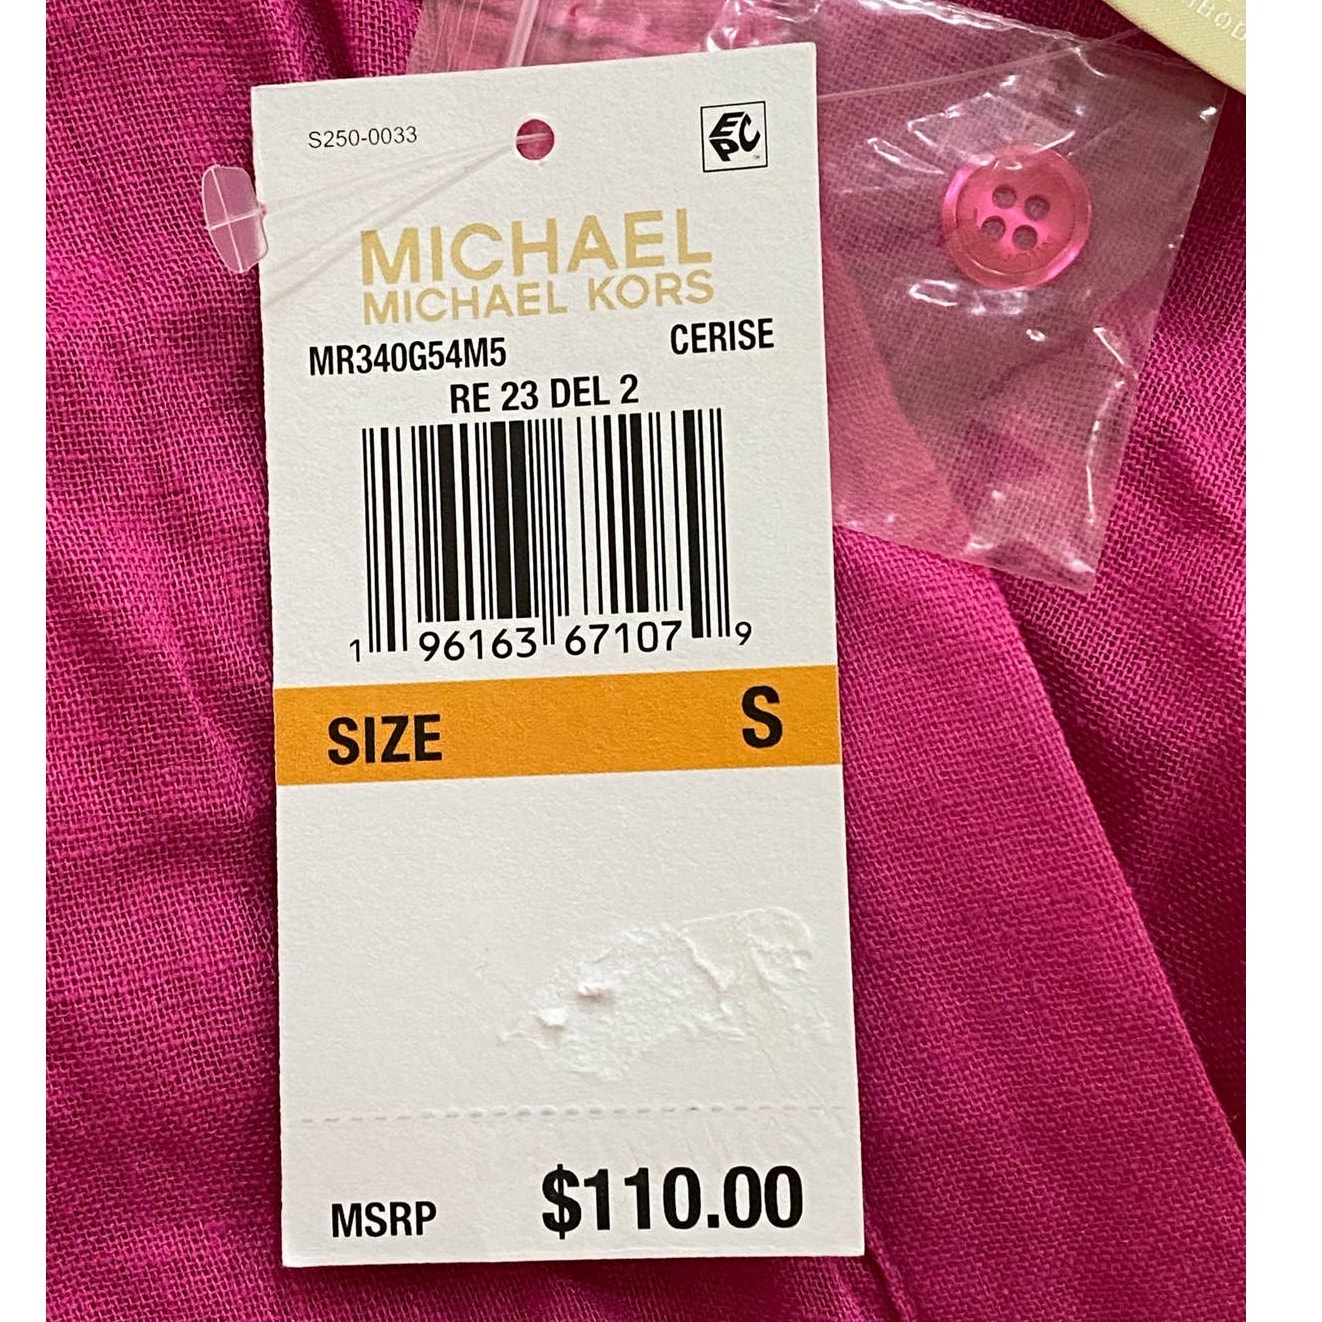 S250-0033
EPC
MICHAEL
MICHAEL KORS
MR340G54M5 CERISE
RE 23 DEL 2
1 96163 67107 9
SIZE S
MSRP $110.00